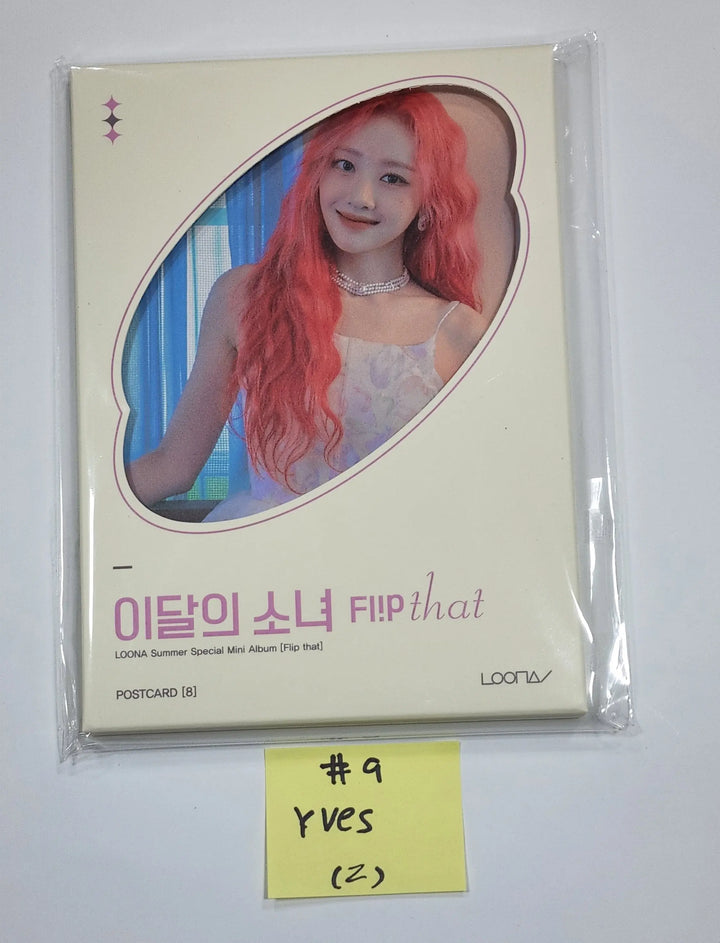 이달의 소녀 FL!P that
LOONA Summer Special Mini Album [Flip that]
POSTCARD [8]
LOONA/
#9
Yves
(2)